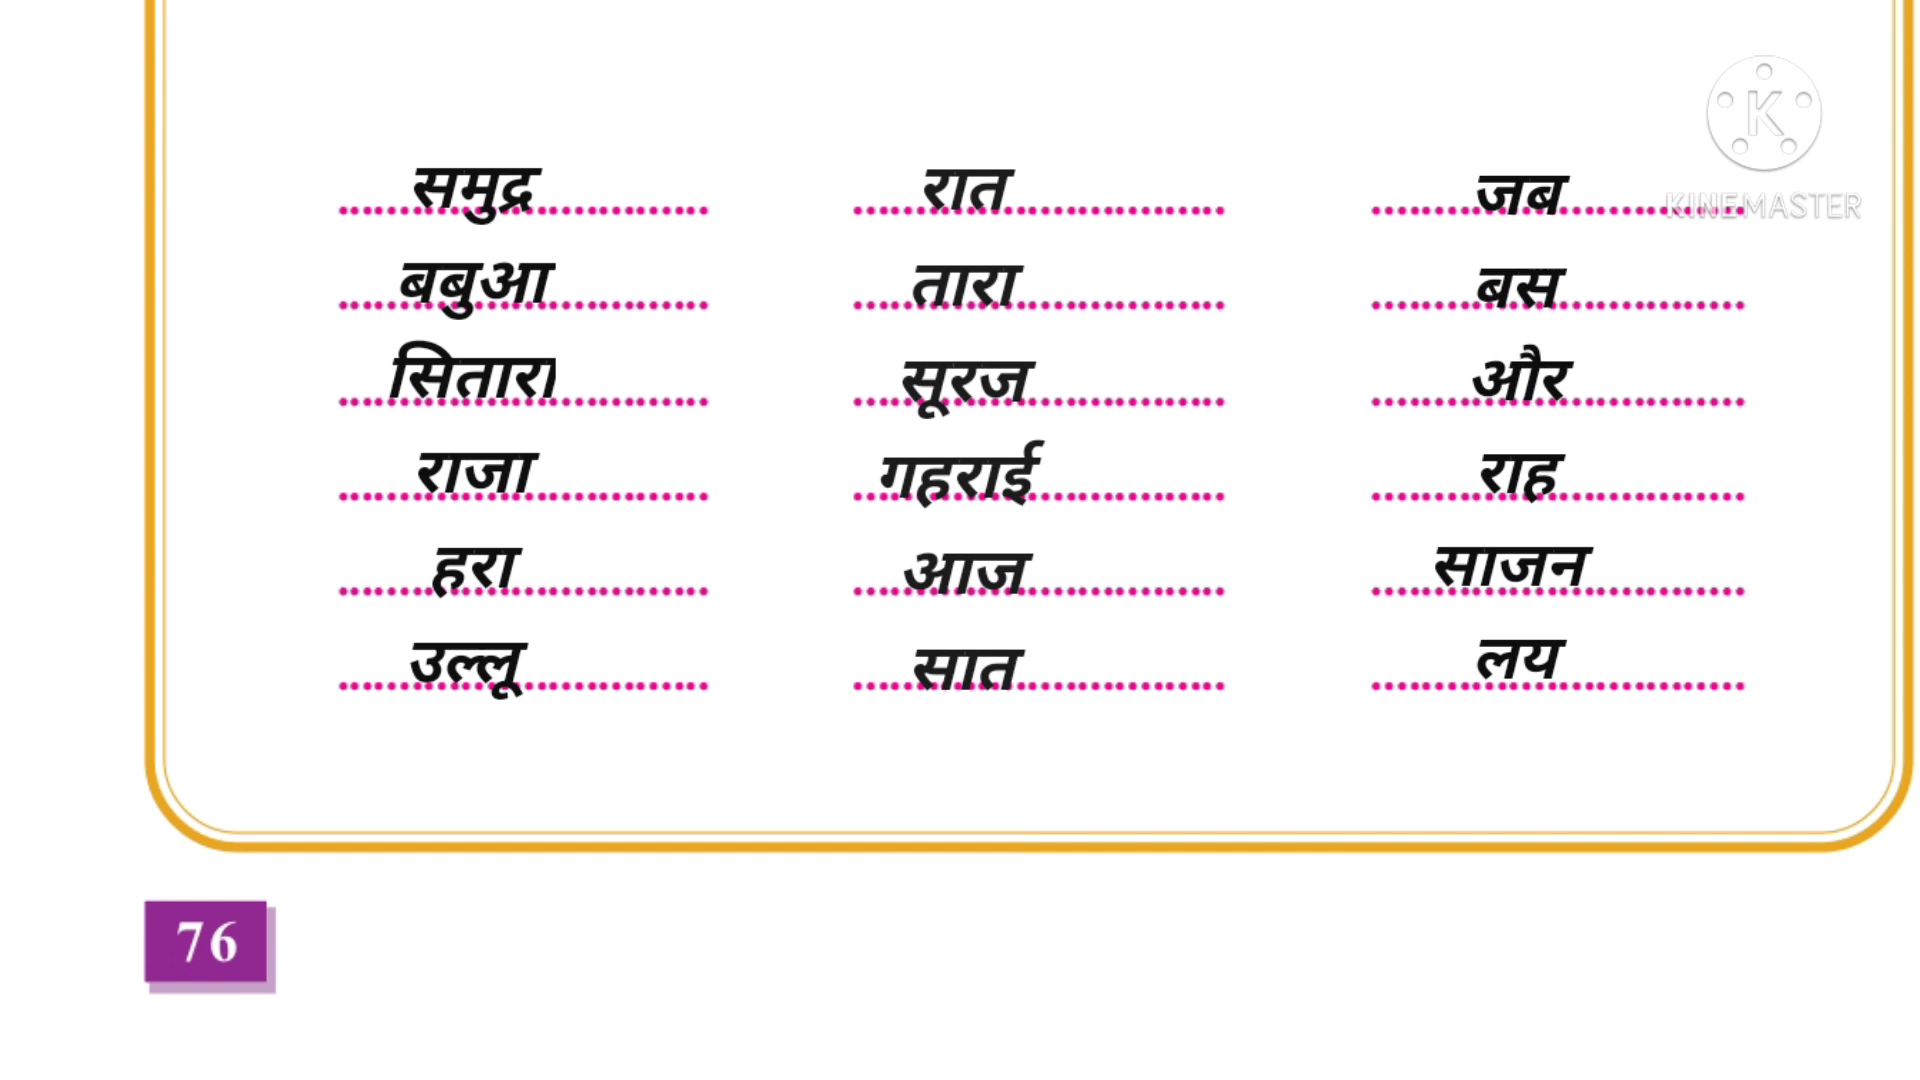 समुद्र रात जब
बबुआ तारा बस
सितारा सूरज और
राजा गहराई राह
हरा आज साजन
उल्लू सात लय
K
KINEMASTER
76